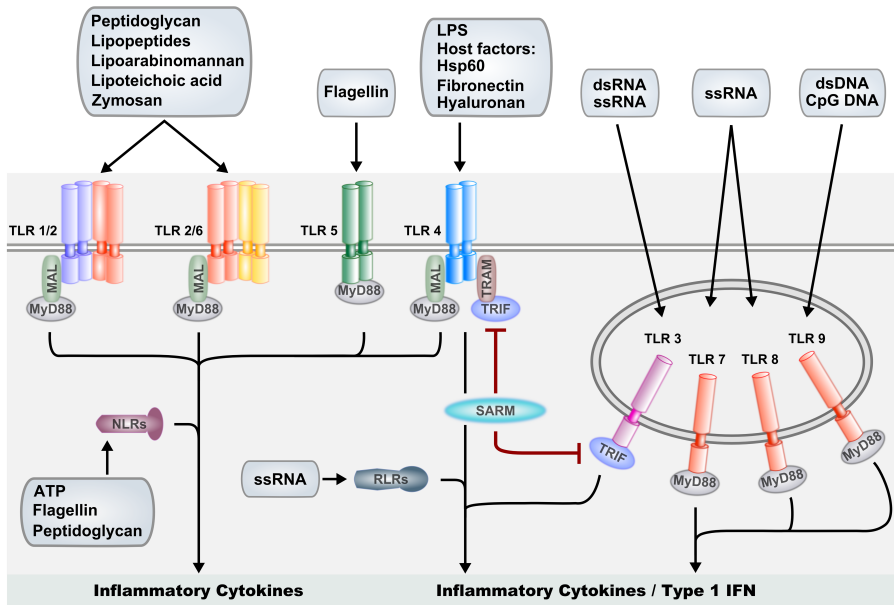 Peptidoglycan
Lipopeptides
Lipoarabinomannan
Lipoteichoic acid
Zymosan
Flagellin
LPS
Host factors:
Hsp60
Fibronectin
Hyaluronan
dsRNA
ssRNA
ssRNA
dsDNA
CpG DNA
TLR 1/2
TLR 2/6
TLR 5
TLR 4
MAL
MyD88
MAL
MyD88
MyD88
MAL
MyD88
TRAM
TRIF
TLR 3
TLR 7
TLR 8
TLR 9
SARM
NLRs
TRIF
MyD88
MyD88
MyD88
ssRNA
RLRs
ATP
Flagellin
Peptidoglycan
Inflammatory Cytokines
Inflammatory Cytokines / Type 1 IFN